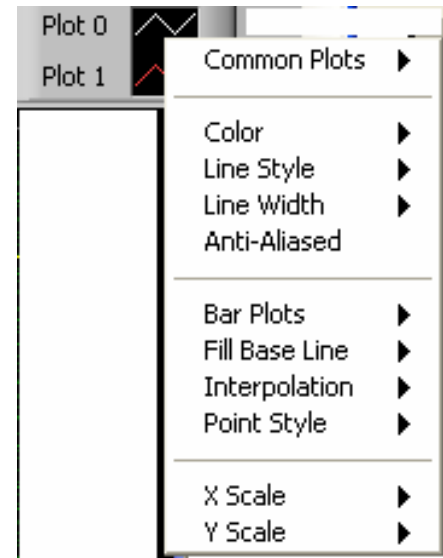 Plot 0
Plot 1
Common Plots
Color
Line Style
Line Width
Anti-Aliased
Bar Plots
Fill Base Line
Interpolation
Point Style
X Scale
Y Scale